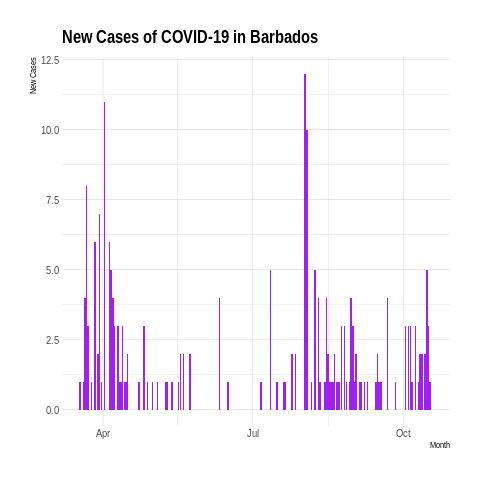 New Cases of COVID-19 in Barbados
New Cases
12.5
10.0
7.5
5.0
2.5
0.0
Apr
Jul
Oct
Month